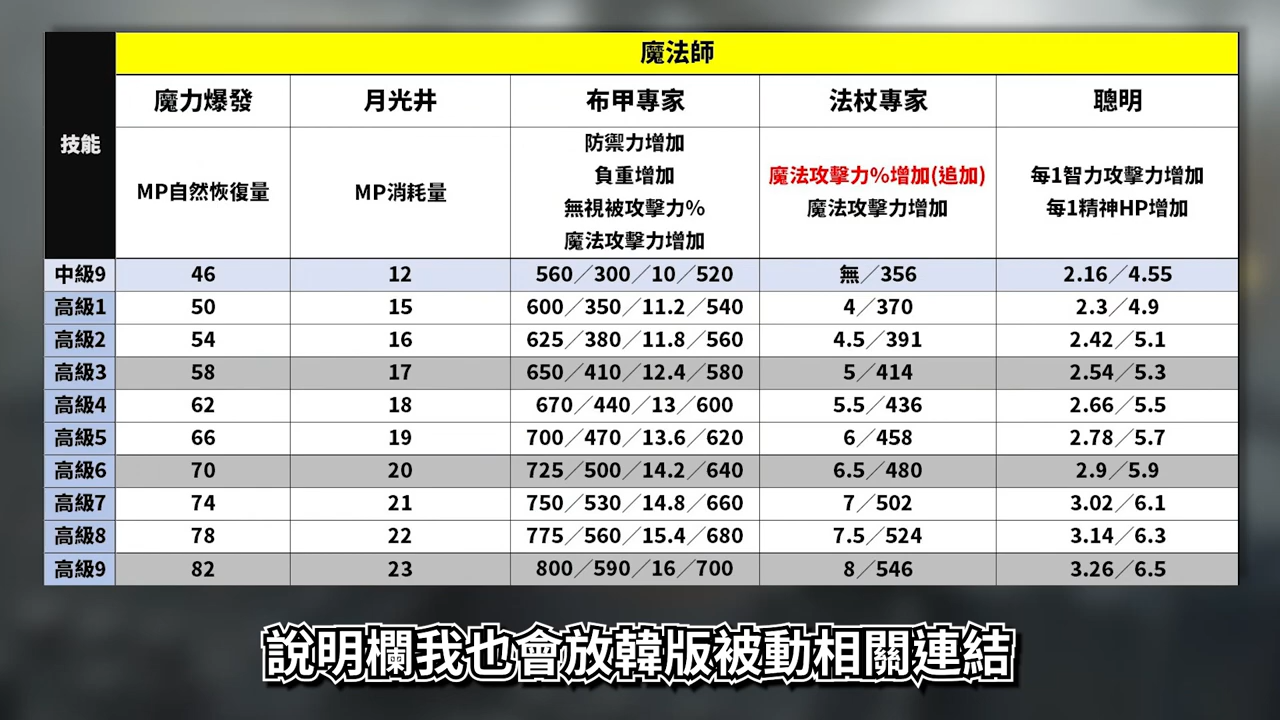 魔法師
技能
魔力爆發 月光井 布甲專家 法杖專家 聰明
MP自然恢復量
MP消耗量
防禦力增加
負重增加
無視被攻擊力%
魔法攻擊力增加
魔法攻擊力%增加(追加)
魔法攻擊力增加
每1智力攻擊力增加
每1精神HP增加
中級9 46 12 560／300／10／520 無／356 2.16／4.55
高級1 50 15 600／350／11.2／540 4／370 2.3／4.9
高級2 54 16 625／380／11.8／560 4.5／391 2.42／5.1
高級3 58 17 650／410／12.4／580 5／414 2.54／5.3
高級4 62 18 670／440／13／600 5.5／436 2.66／5.5
高級5 66 19 700／470／13.6／620 6／458 2.78／5.7
高級6 70 20 725／500／14.2／640 6.5／480 2.9／5.9
高級7 74 21 750／530／14.8／660 7／502 3.02／6.1
高級8 78 22 775／560／15.4／680 7.5／524 3.14／6.3
高級9 82 23 800／590／16／700 8／546 3.26／6.5
說明欄我也會放韓版被動相關連結